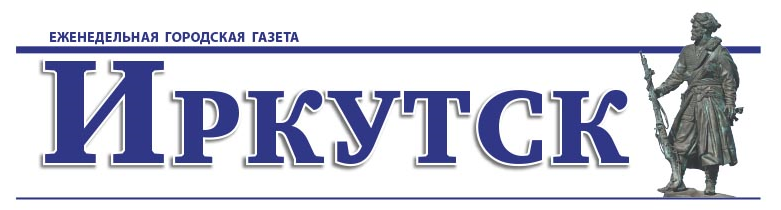 ЕЖЕНЕДЕЛЬНАЯ ГОРОДСКАЯ ГАЗЕТА
ИРКУТСК